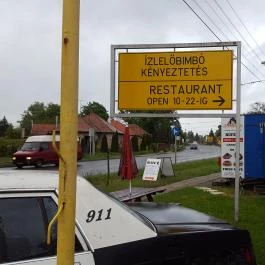 ÍZLELŐBIMBÓ
KÉNYEZTETÉS
RESTAURANT
OPEN 10-22-IG
911